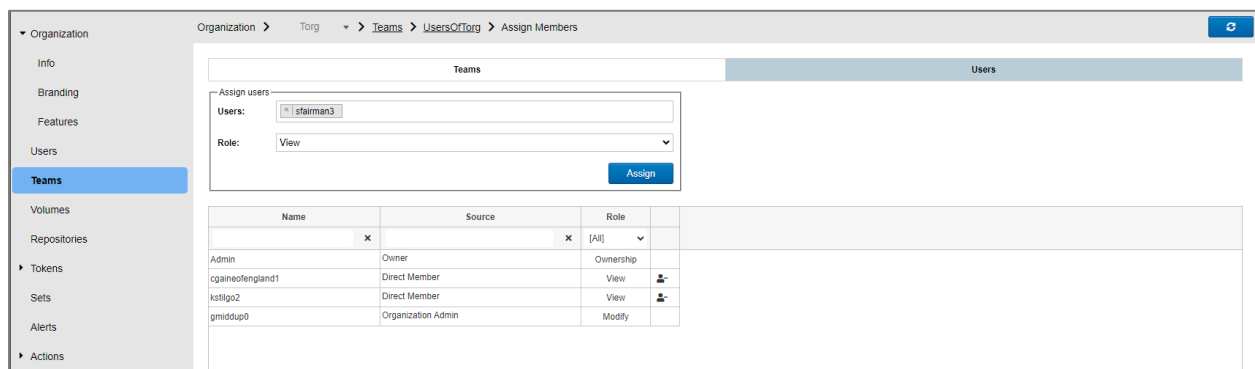 Organization
Info
Branding
Features
Users
Teams
Volumes
Repositories
Tokens
Sets
Alerts
Actions
Organization > Torg > Teams > UsersOfTorg > Assign Members
Teams Users
Assign users
Users: × sfairman3
Role: View
Assign
Name Source Role
× × [All]
Admin Owner Ownership
cgaineofengland1 Direct Member View
kstilgo2 Direct Member View
gmiddup0 Organization Admin Modify